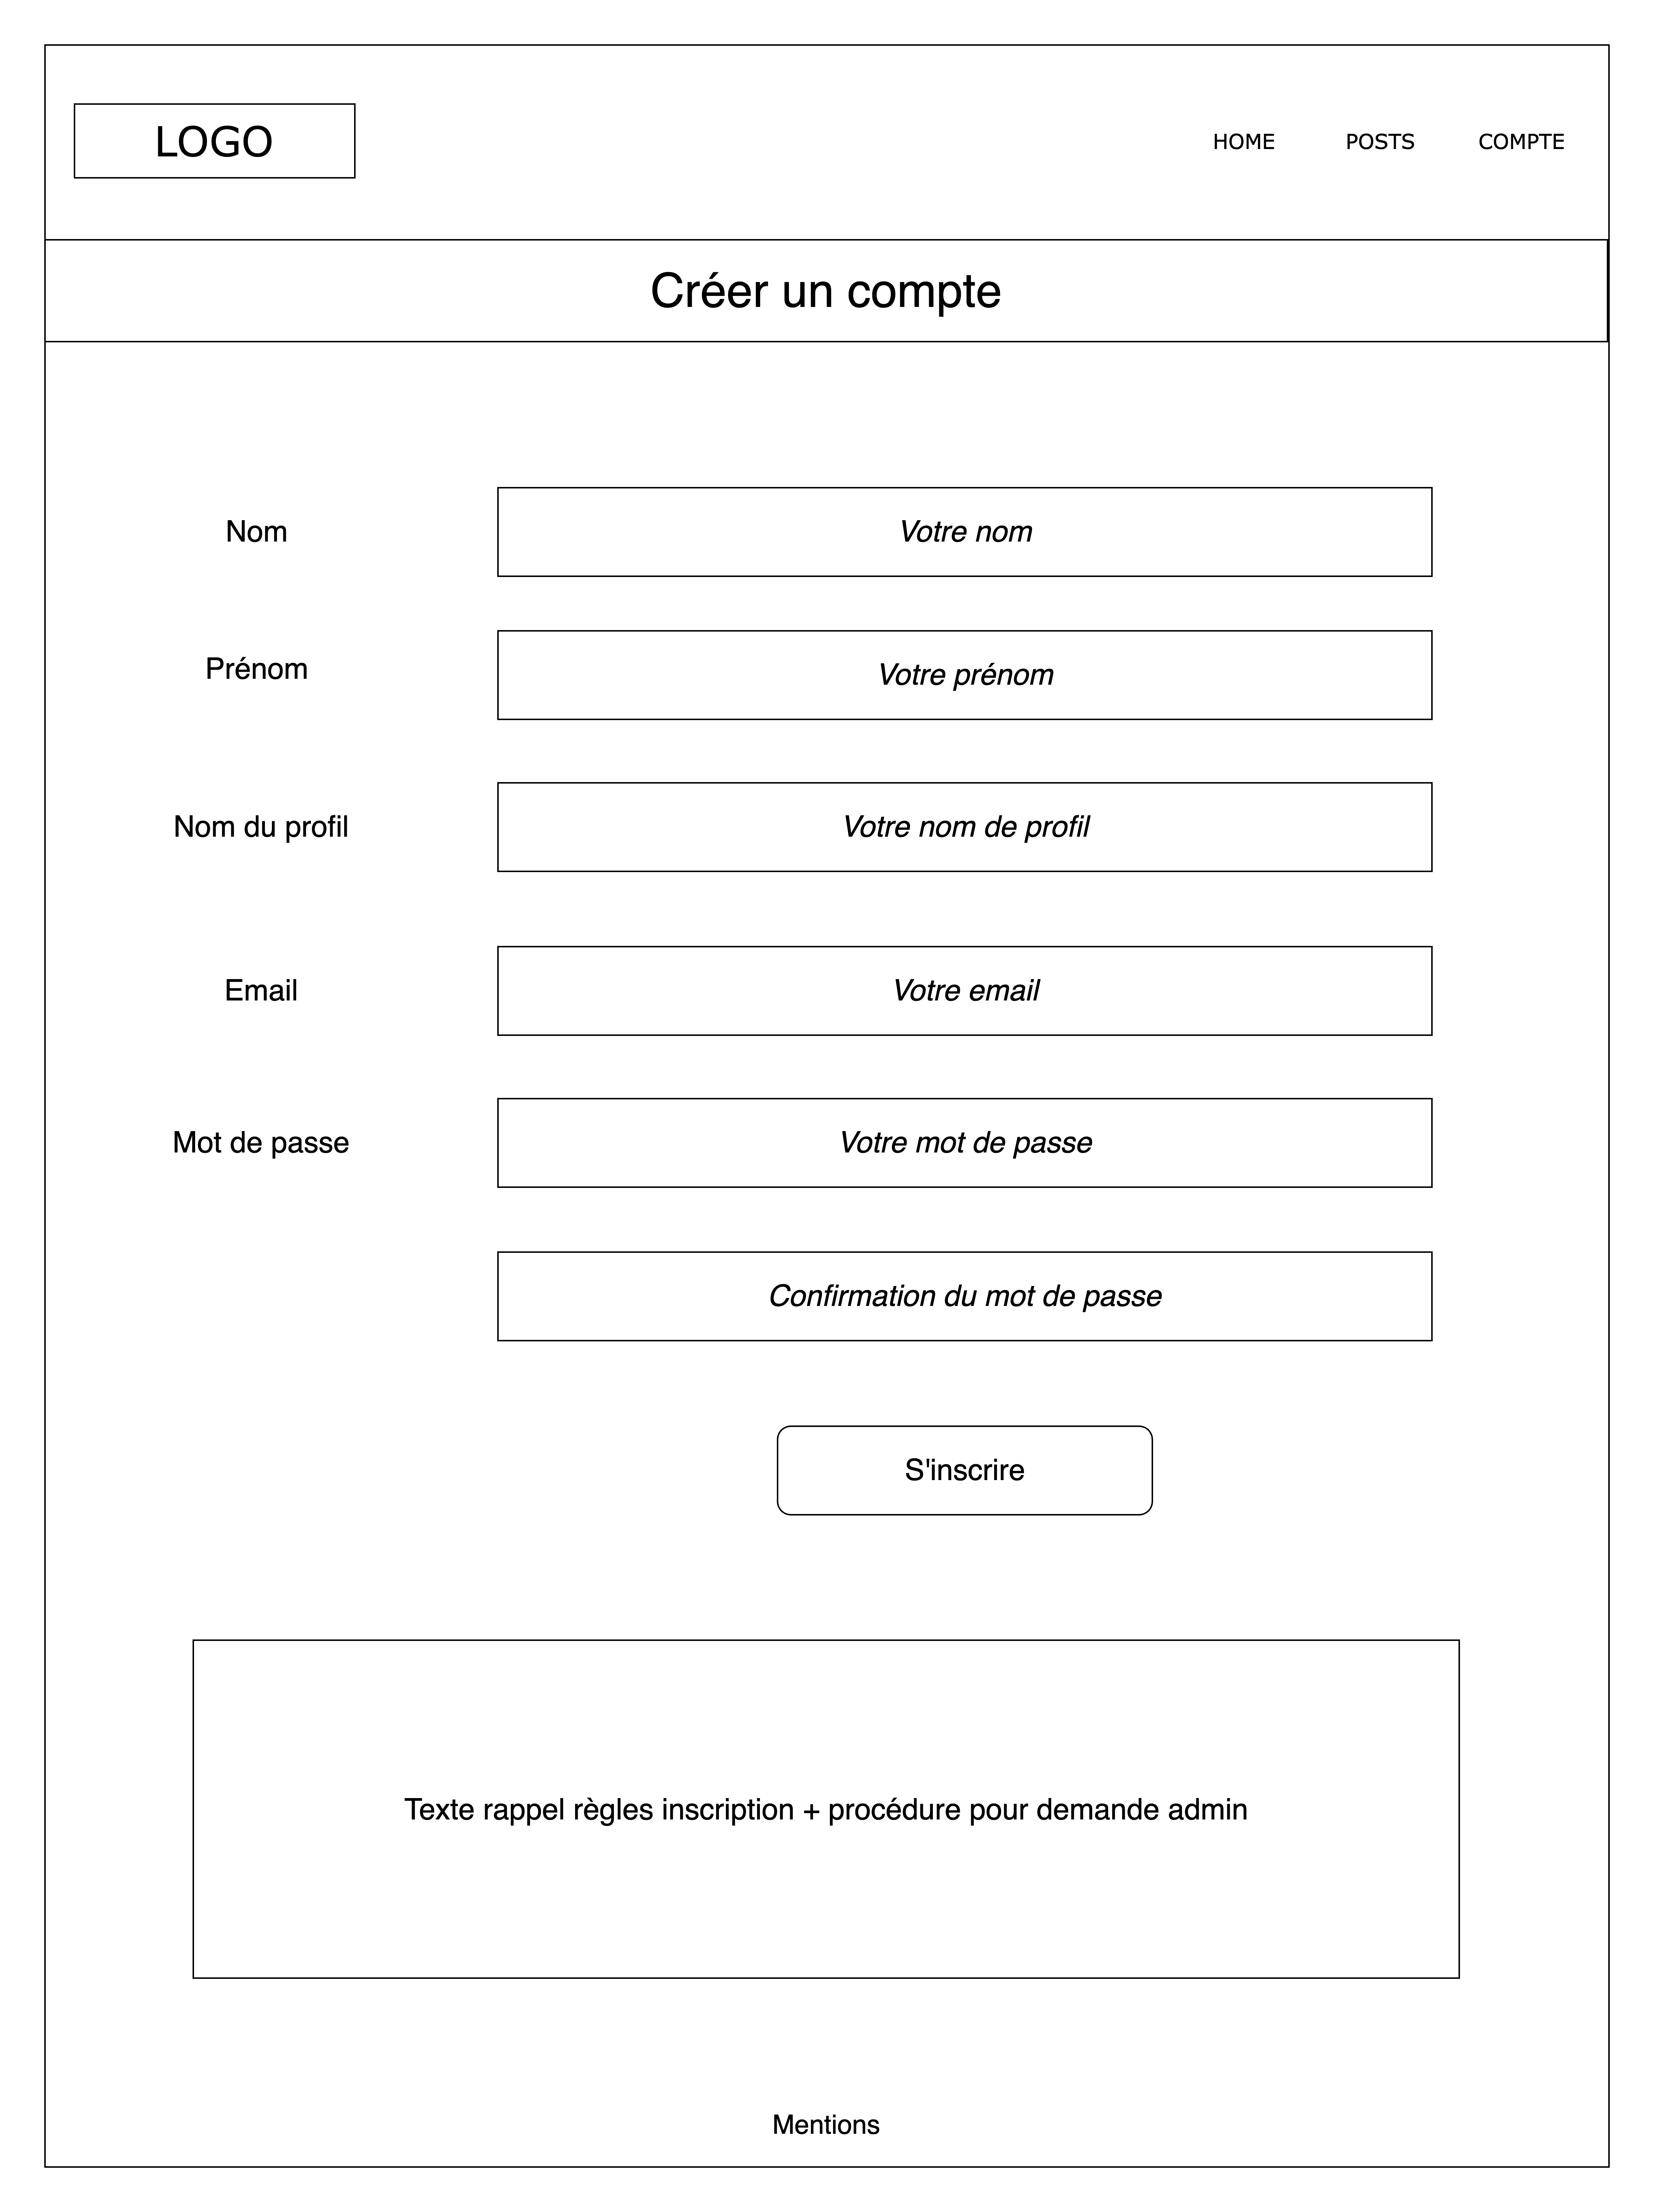 LOGO
HOME POSTS COMPTE
Créer un compte
Nom
Votre nom
Prénom
Votre prénom
Nom du profil
Votre nom de profil
Email
Votre email
Mot de passe
Votre mot de passe
Confirmation du mot de passe
S'inscrire
Texte rappel règles inscription + procédure pour demande admin
Mentions